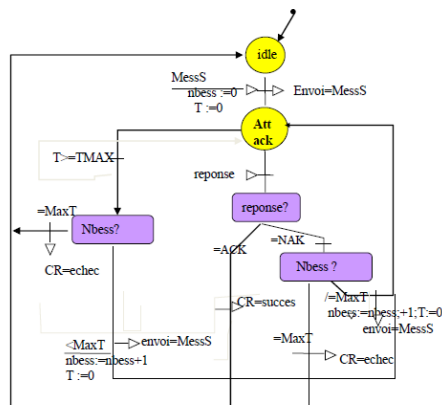 idle
MessS
nbess :=0
T :=0
Envoi=MessS
Att
ack
T>=TMAX
reponse
reponse?
=MaxT
Nbess?
CR=echec
=ACK
=NAK
Nbess ?
/=MaxT
nbess:=nbess;+1;T:=0
envoi=MessS
CR=succes
<MaxT
nbess:=nbess+1
T :=0
envoi=MessS
=MaxT
CR=echec